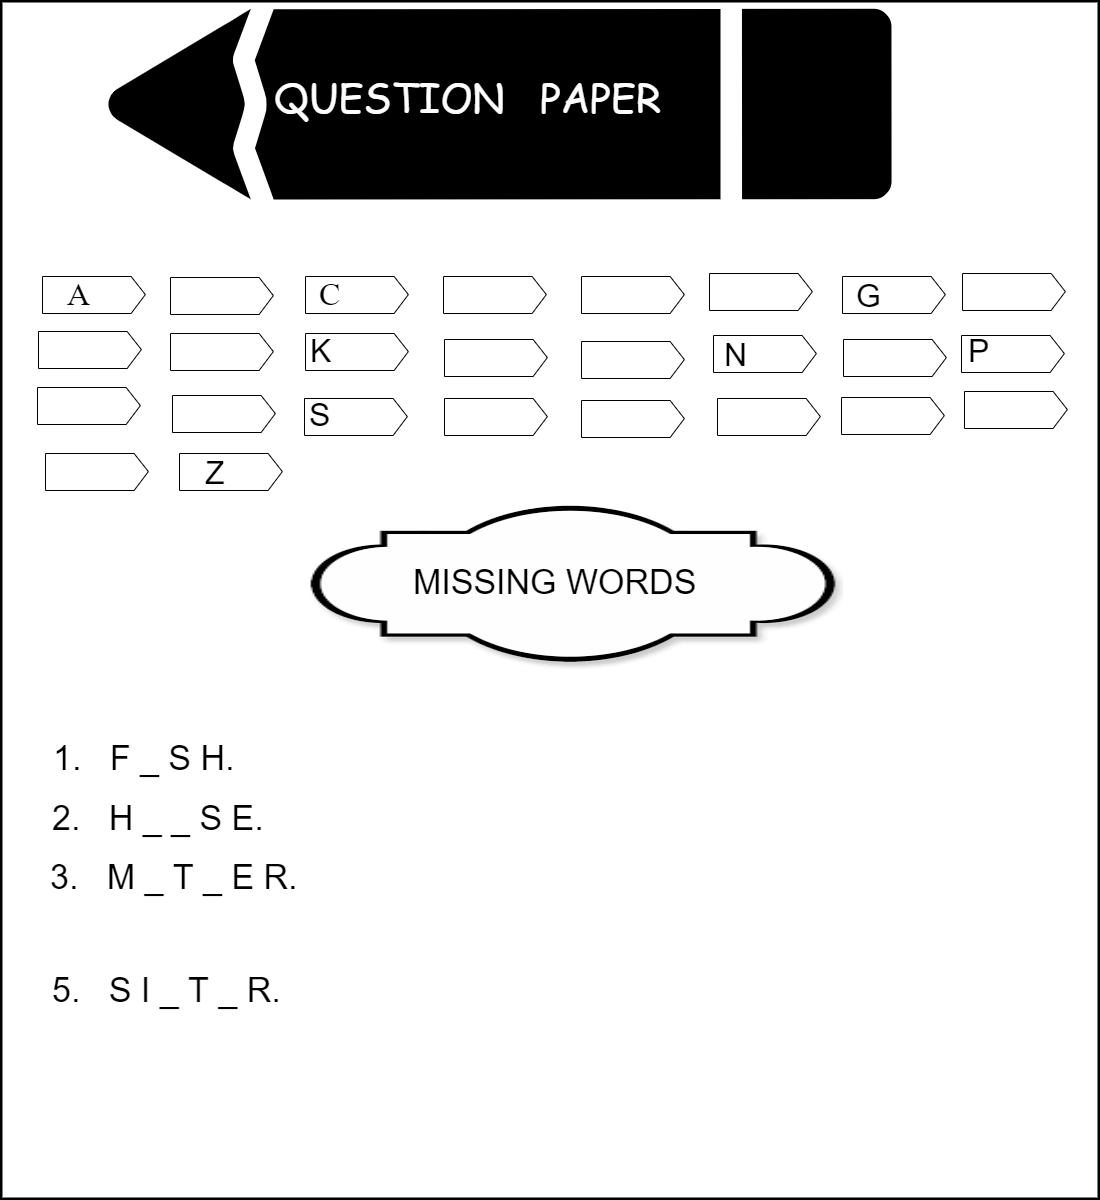 QUESTION PAPER
A C G
K N P
S
Z
MISSING WORDS
1. F _ S H.
2. H _ _ S E.
3. M _ T _ E R.
5. S I _ T _ R.